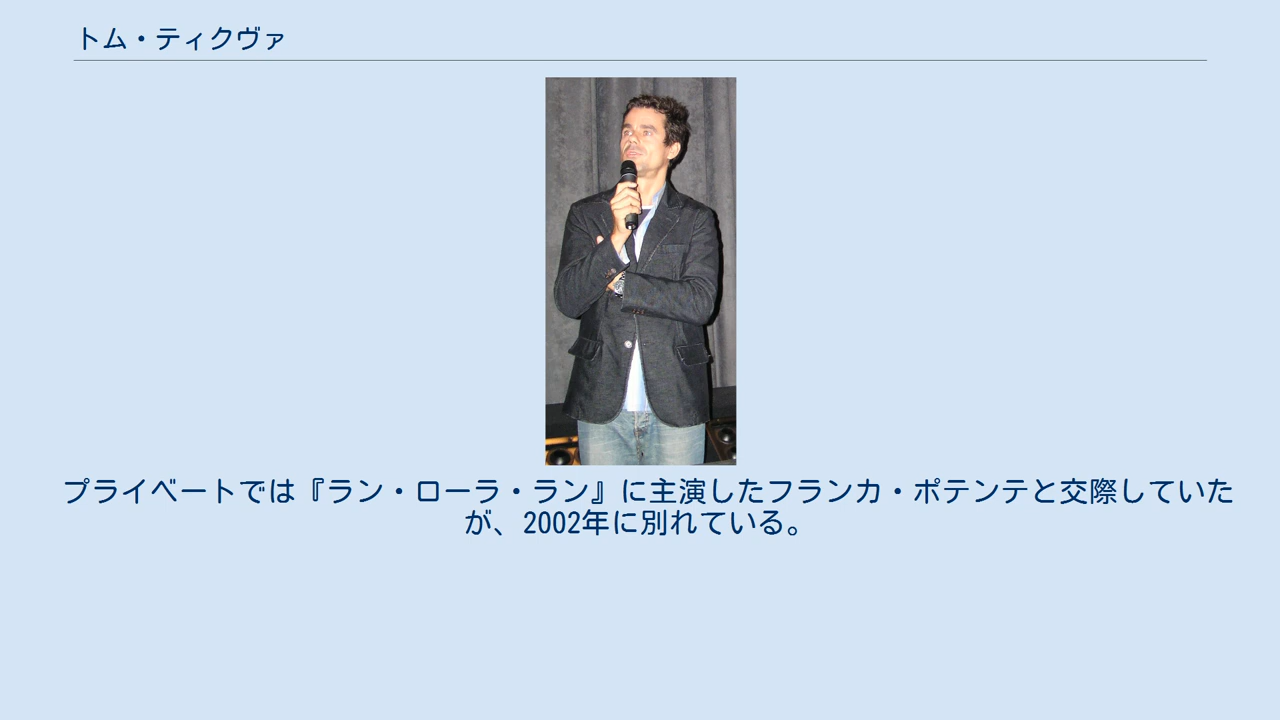 トム・ティクヴァ
プライベートでは『ラン・ローラ・ラン』に主演したフランカ・ポテンテと交際していた
が、2002年に別れている。